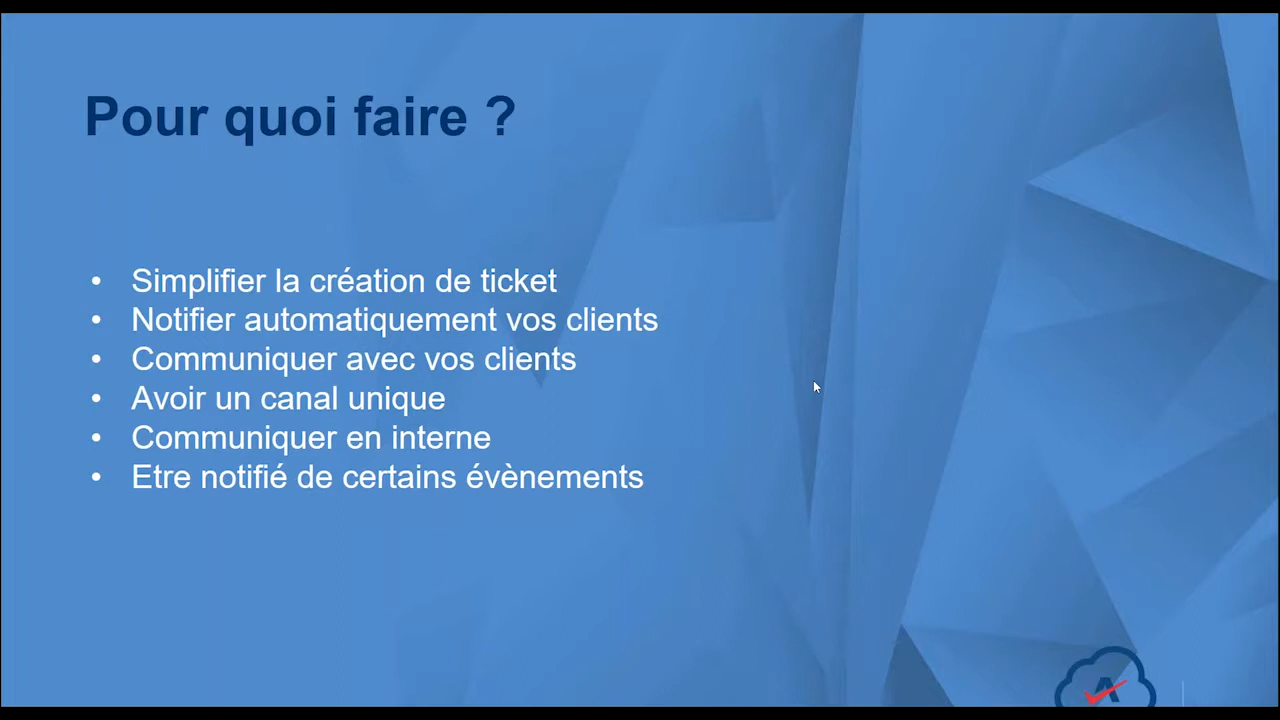 Pour quoi faire ?
• Simplifier la création de ticket
• Notifier automatiquement vos clients
• Communiquer avec vos clients
• Avoir un canal unique
• Communiquer en interne
• Etre notifié de certains évènements
A